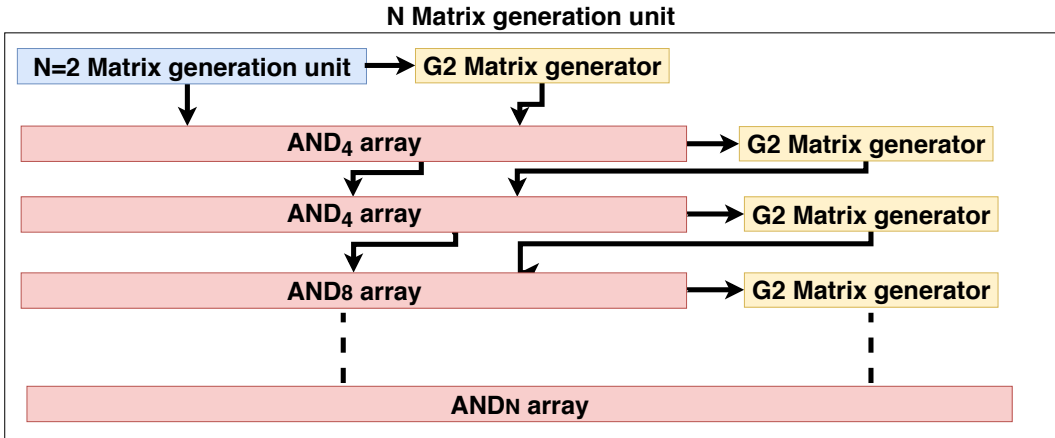 N Matrix generation unit
N=2 Matrix generation unit
G2 Matrix generator
AND4 array
G2 Matrix generator
AND4 array
G2 Matrix generator
AND8 array
G2 Matrix generator
ANDN array